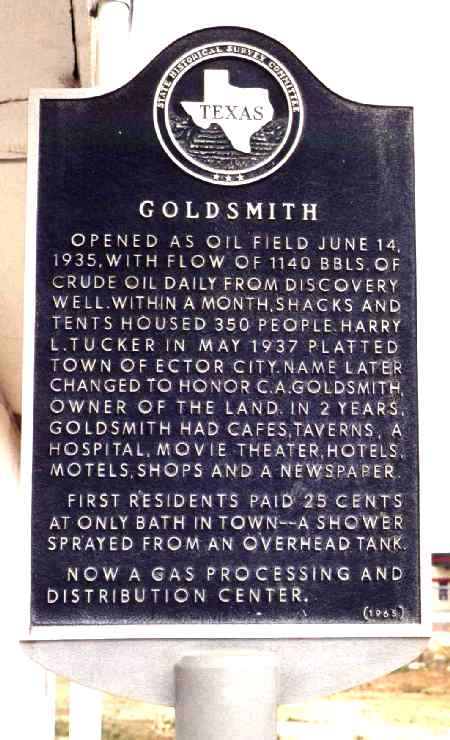 STATE HISTORICAL SURVEY COMMITTEE
TEXAS
GOLDSMITH
OPENED AS OIL FIELD JUNE 14,
1935, WITH FLOW OF 1140 BBLS. OF
CRUDE OIL DAILY FROM DISCOVERY
WELL. WITHIN A MONTH, SHACKS AND
TENTS HOUSED 350 PEOPLE. HARRY
L. TUCKER IN MAY 1937 PLATTED
TOWN OF ECTOR CITY. NAME LATER
CHANGED TO HONOR C.A. GOLDSMITH,
OWNER OF THE LAND. IN 2 YEARS,
GOLDSMITH HAD CAFES, TAVERNS, A
HOSPITAL, MOVIE THEATER, HOTELS,
MOTELS, SHOPS AND A NEWSPAPER.
FIRST RESIDENTS PAID 25 CENTS
AT ONLY BATH IN TOWN--A SHOWER
SPRAYED FROM AN OVERHEAD TANK.
NOW A GAS PROCESSING AND
DISTRIBUTION CENTER.
(1965)